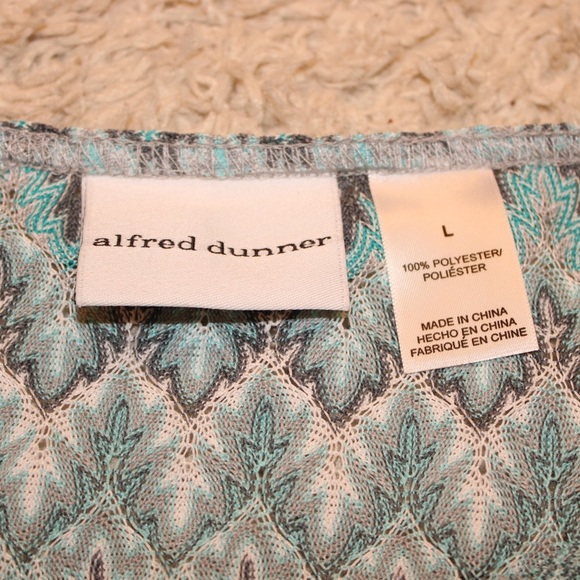 alfred dunner
L
100% POLYESTER/
POLIÉSTER
MADE IN CHINA
HECHO EN CHINA
FABRIQUÉ EN CHINE